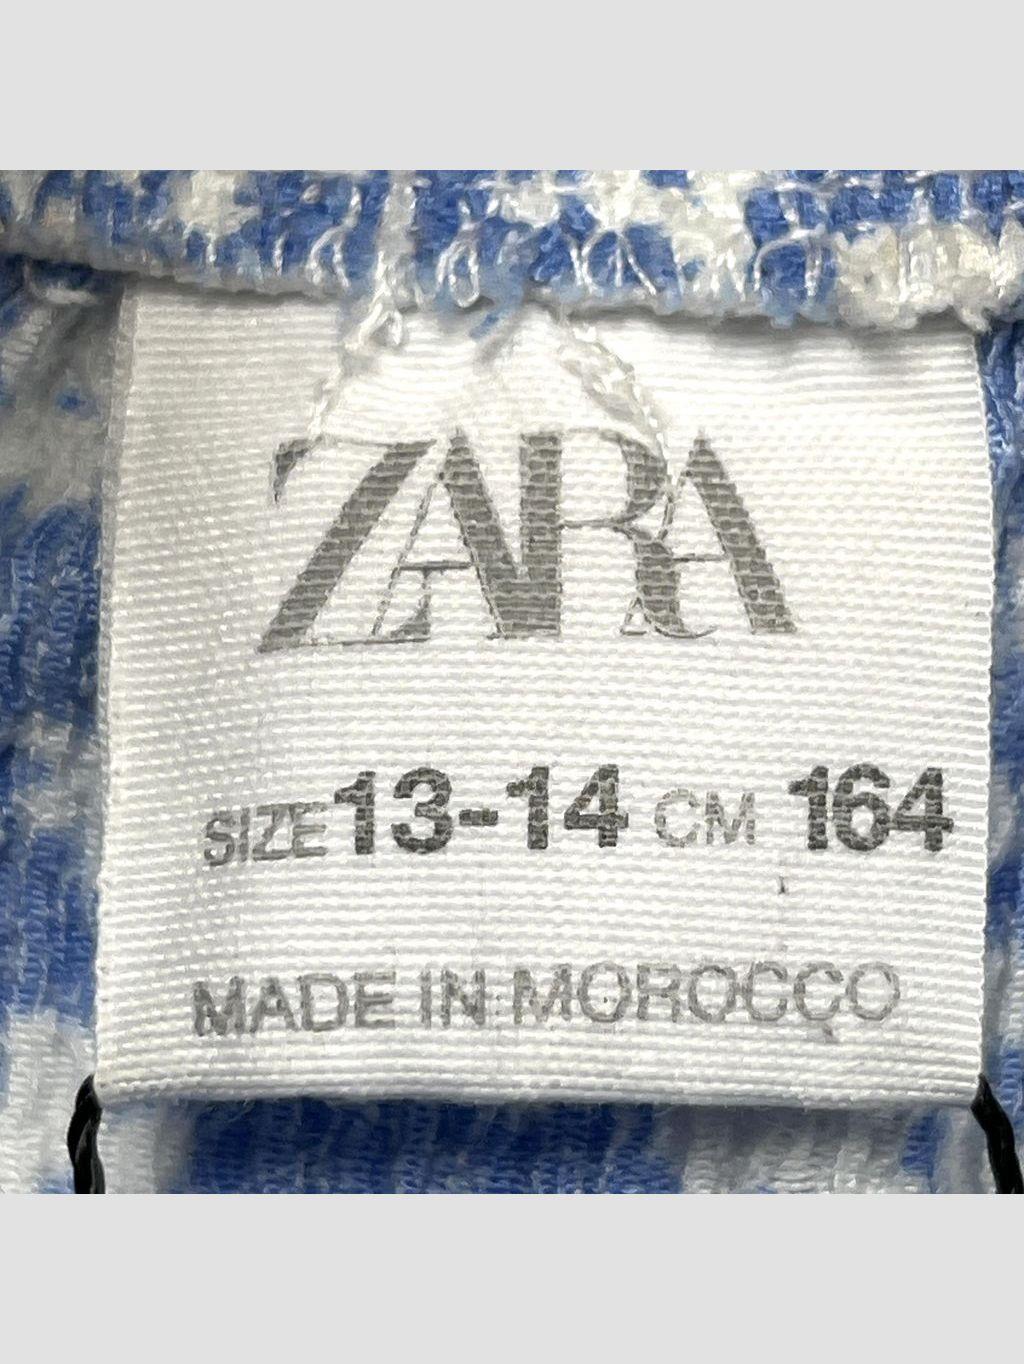 ZARA
SIZE 13-14 CM 164
MADE IN MOROCCO